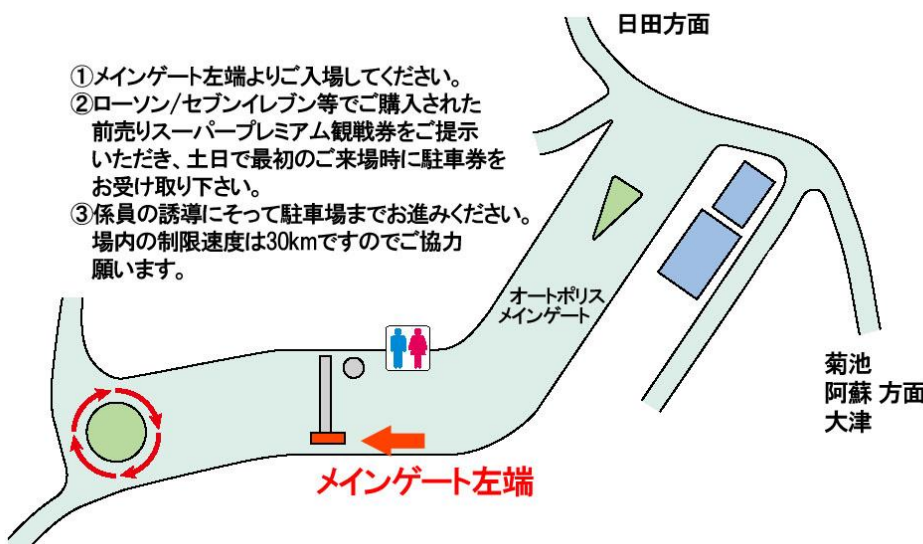 日田方面
①メインゲート左端よりご入場してください。
②ローソン/セブンイレブン等でご購入された
前売りスーパープレミアム観戦券をご提示
いただき、土日で最初のご来場時に駐車券を
お受け取り下さい。
③係員の誘導にそって駐車場までお進みください。
場内の制限速度は30kmですのでご協力
願います。
オートポリス
メインゲート
菊池
阿蘇 方面
大津
メインゲート左端